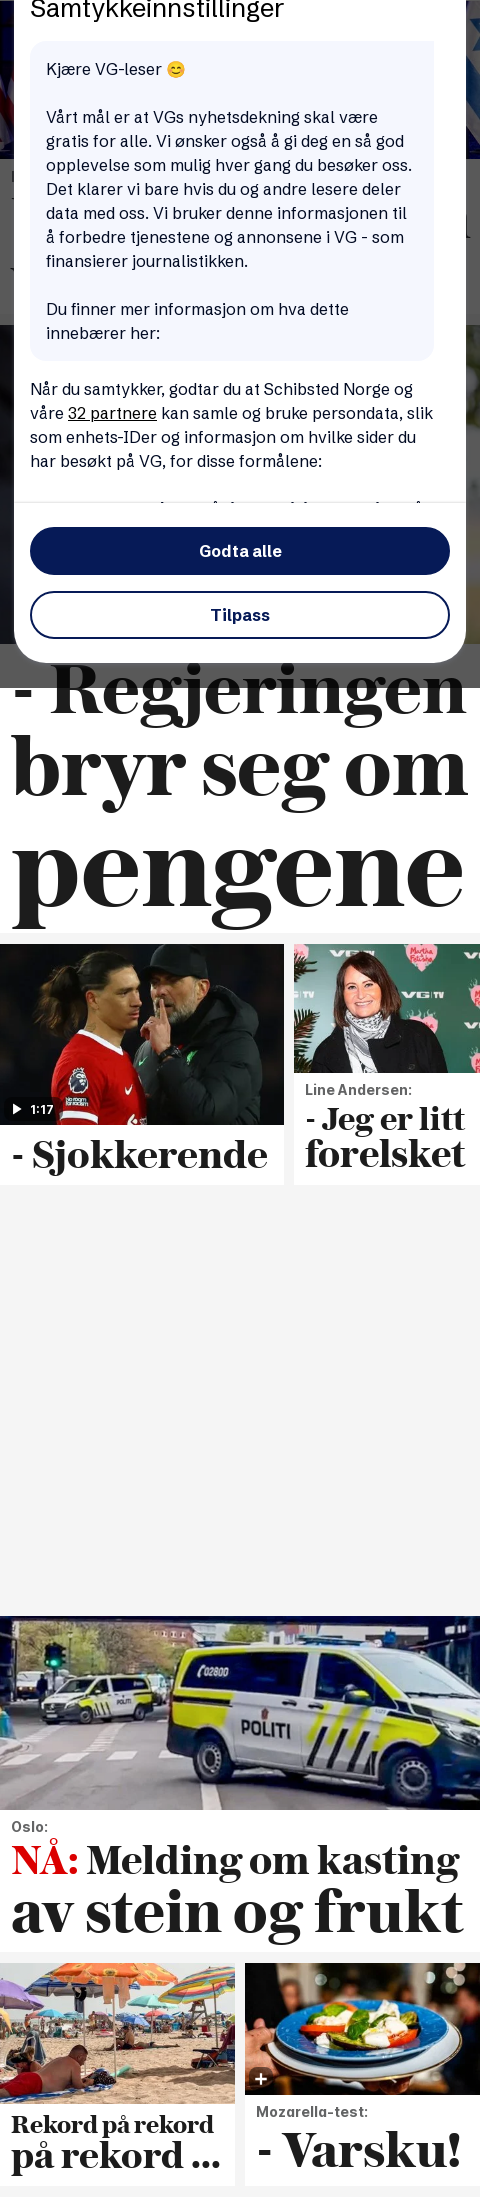 Samtykkeinnstillinger
Kjære VG-leser 😊
Vårt mål er at VGs nyhetsdekning skal være
gratis for alle. Vi ønsker også å gi deg en så god
opplevelse som mulig hver gang du besøker oss.
Det klarer vi bare hvis du og andre lesere deler
data med oss. Vi bruker denne informasjonen til
å forbedre tjenestene og annonsene i VG - som
finansierer journalistikken.
Du finner mer informasjon om hva dette
innebærer her:
Når du samtykker, godtar du at Schibsted Norge og
våre 32 partnere kan samle og bruke persondata, slik
som enhets-IDer og informasjon om hvilke sider du
har besøkt på VG, for disse formålene:
Godta alle
Tilpass
- Regjeringen
bryr seg om
pengene
1:17
- Sjokkerende
VG TV
VG TV
Line Andersen:
- Jeg er litt
forelsket
02800
POLITI
Oslo:
NÅ: Melding om kasting
av stein og frukt
Rekord på rekord
på rekord ...
Mozarella-test:
- Varsku!